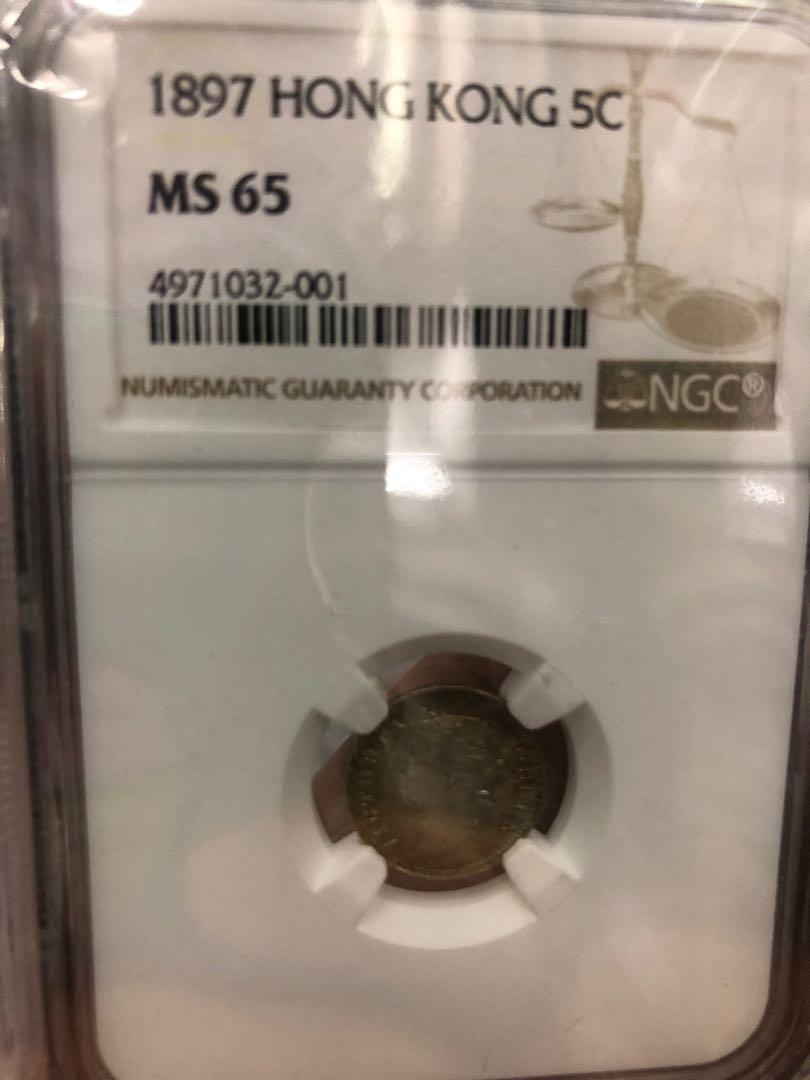 1897 HONG KONG 5C
MS 65
4971032-001
NUMISMATIC GUARANTY CORPORATION
NGC®